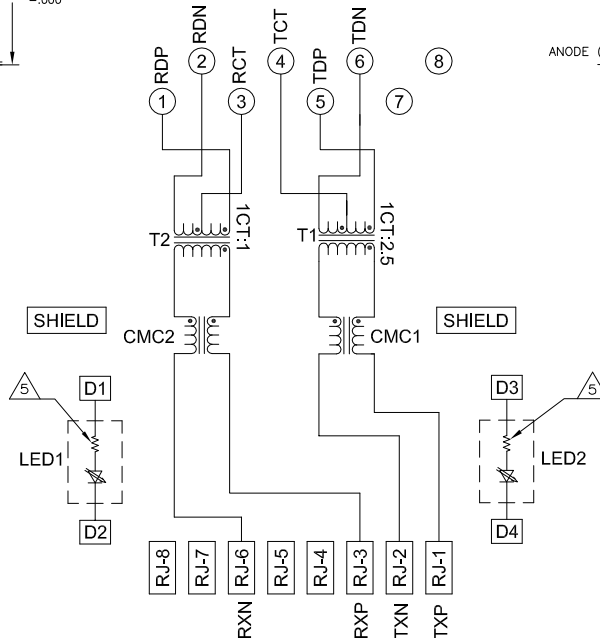 RDP
RDN
RCT
TCT
TDP
TDN
ANODE (
1
2
3
4
5
6
7
8
T2
1CT:1
T1
1CT:2.5
SHIELD
CMC2
CMC1
SHIELD
5
D1
LED1
D2
5
D3
LED2
D4
RJ-8
RJ-7
RJ-6
RJ-5
RJ-4
RJ-3
RJ-2
RJ-1
RXN
RXP
TXN
TXP